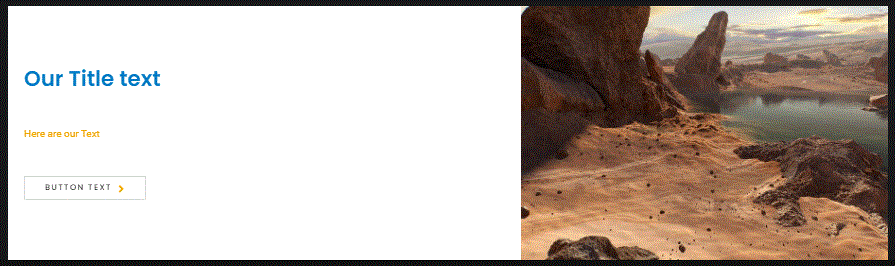 Our Title text
Here are our Text
BUTTON TEXT